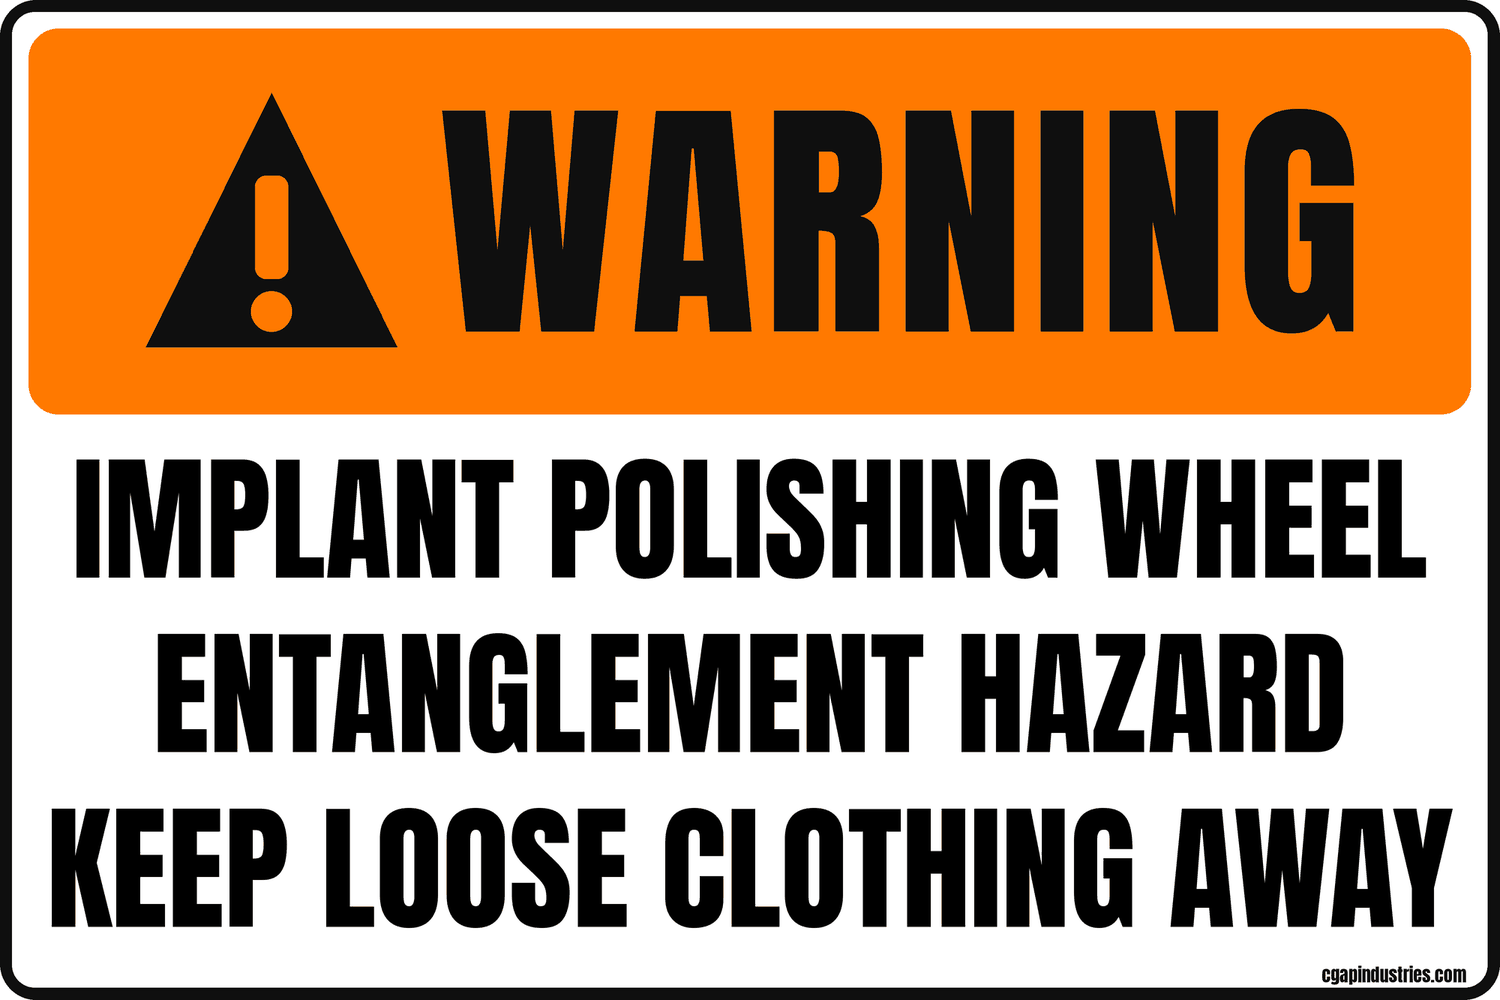 WARNING
IMPLANT POLISHING WHEEL
ENTANGLEMENT HAZARD
KEEP LOOSE CLOTHING AWAY
cgapindustries.com